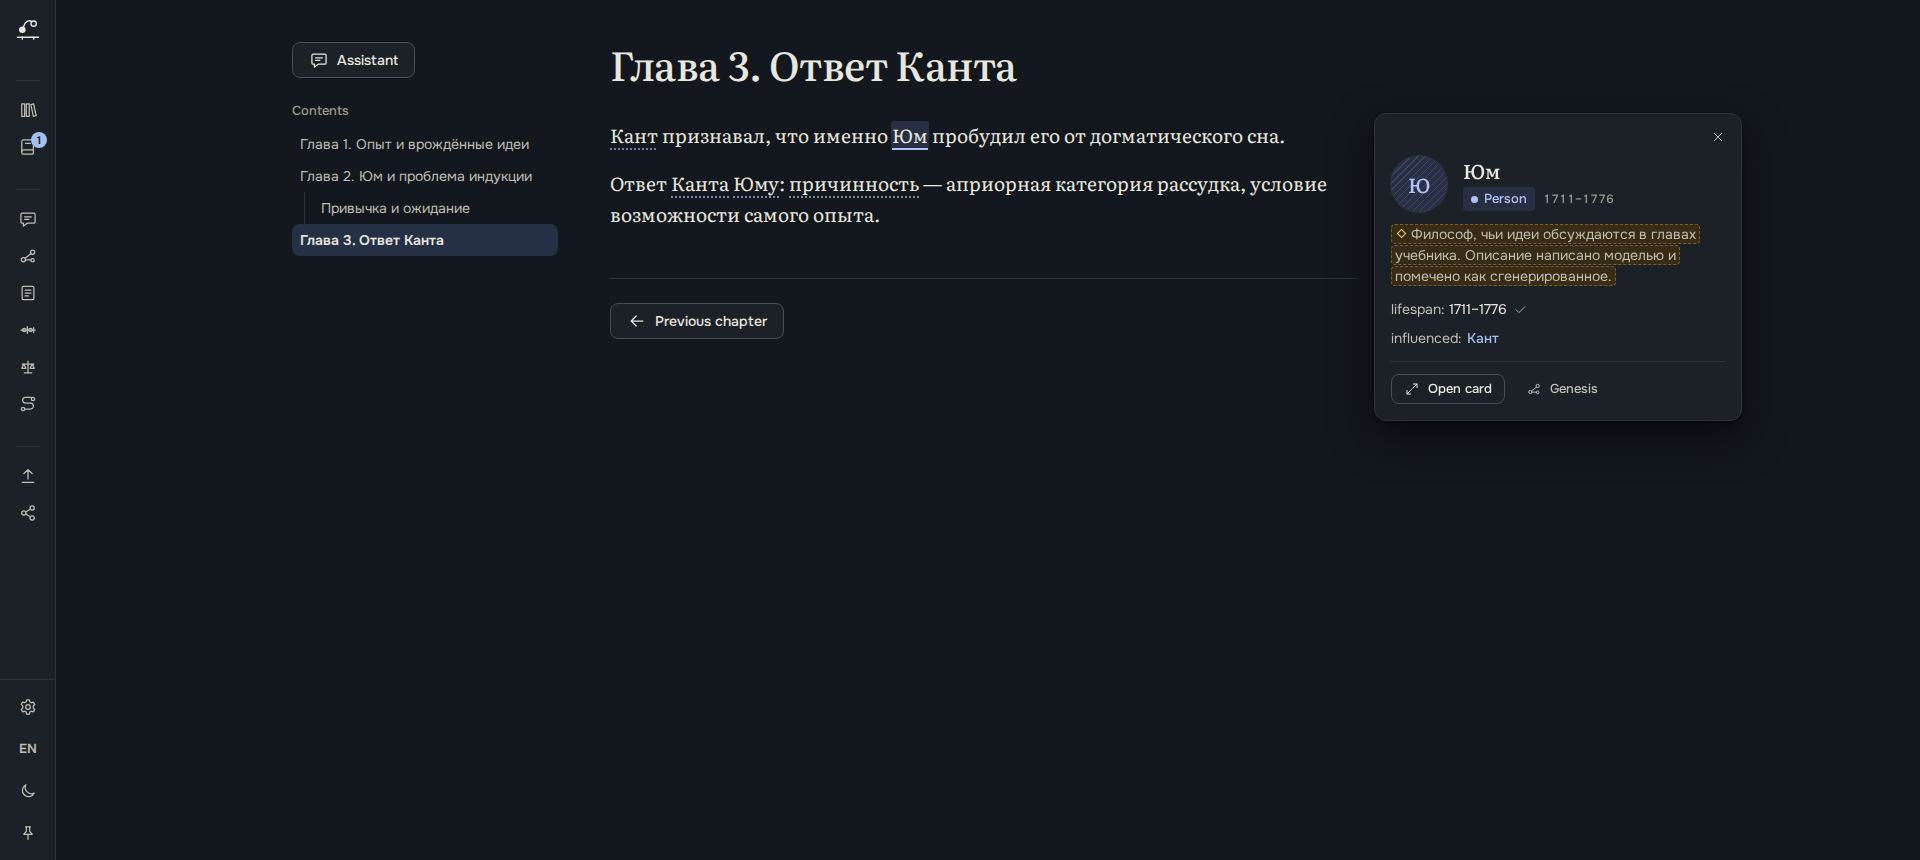 Assistant
Contents
Глава 1. Опыт и врождённые идеи
Глава 2. Юм и проблема индукции
Привычка и ожидание
Глава 3. Ответ Канта
Глава 3. Ответ Канта
Кант признавал, что именно Юм пробудил его от догматического сна.
Ответ Канта Юму: причинность — априорная категория рассудка, условие
возможности самого опыта.
Previous chapter
Ю
Юм
Person 1711–1776
Философ, чьи идеи обсуждаются в главах
учебника. Описание написано моделью и
помечено как сгенерированное.
lifespan: 1711–1776
influenced: Кант
Open card
Genesis
1
EN